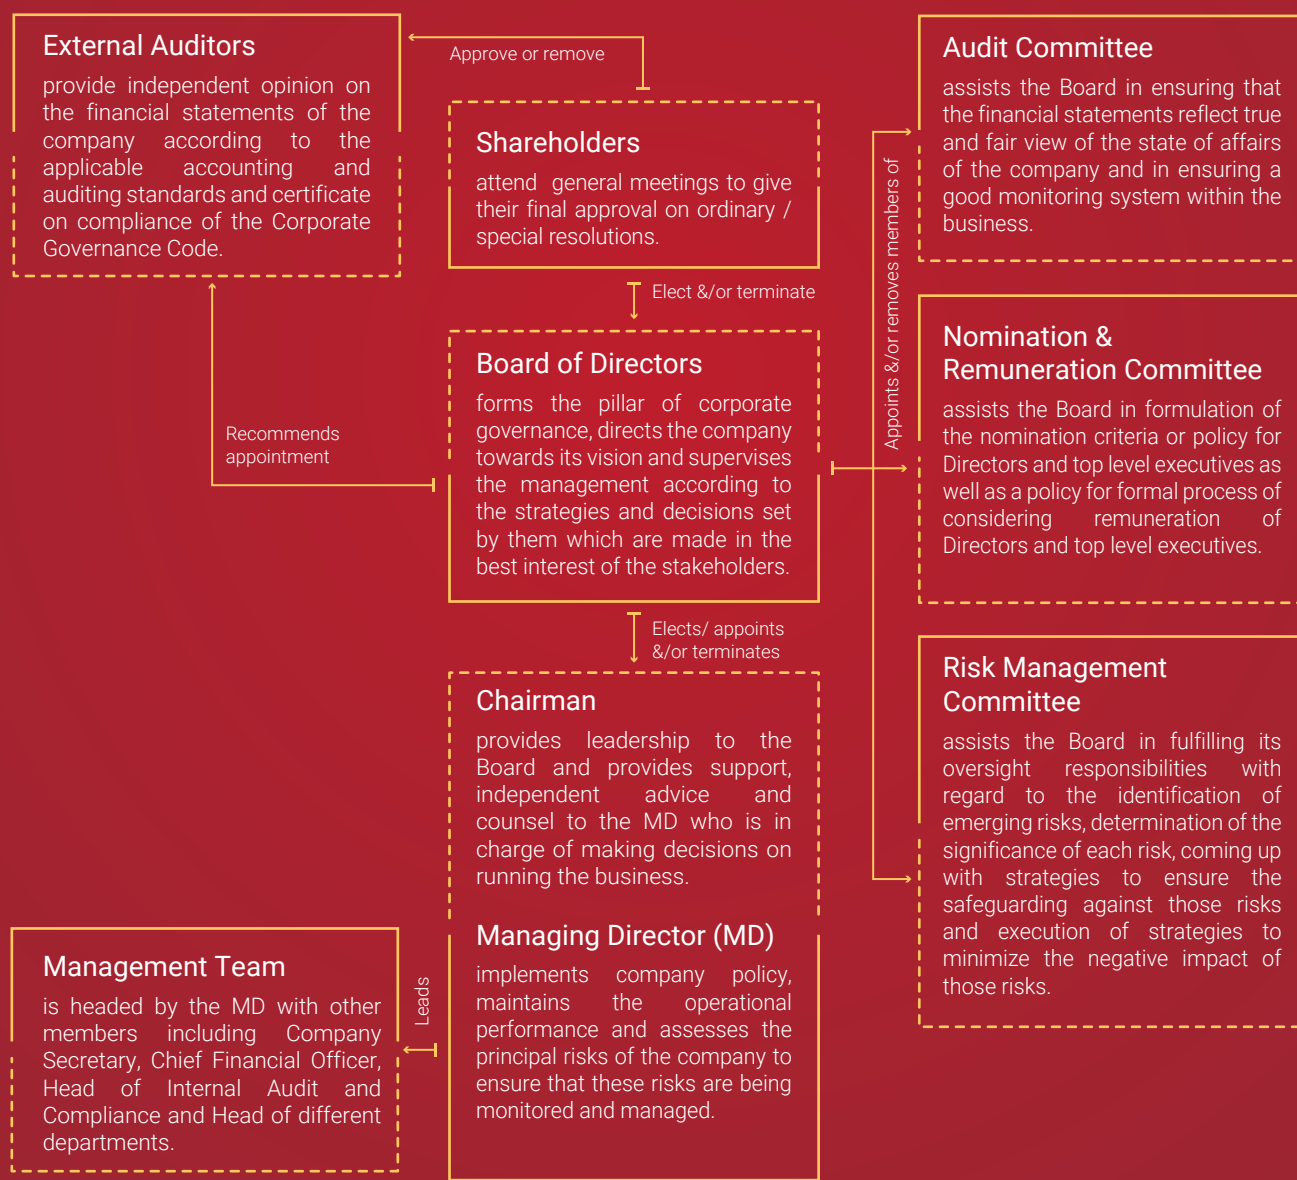 External Auditors
provide independent opinion on
the financial statements of the
company according to the
applicable accounting and
auditing standards and certificate
on compliance of the Corporate
Governance Code.
Approve or remove
Shareholders
attend general meetings to give
their final approval on ordinary /
special resolutions.
Elect &/or terminate
Board of Directors
forms the pillar of corporate
governance, directs the company
towards its vision and supervises
the management according to
the strategies and decisions set
by them which are made in the
best interest of the stakeholders.
Recommends
appointment
Elects/ appoints
&/or terminates
Chairman
provides leadership to the
Board and provides support,
independent advice and
counsel to the MD who is in
charge of making decisions on
running the business.
Managing Director (MD)
implements company policy,
maintains the operational
performance and assesses the
principal risks of the company to
ensure that these risks are being
monitored and managed.
Leads
Management Team
is headed by the MD with other
members including Company
Secretary, Chief Financial Officer,
Head of Internal Audit and
Compliance and Head of different
departments.
Appoints &/or removes members of
Audit Committee
assists the Board in ensuring that
the financial statements reflect true
and fair view of the state of affairs
of the company and in ensuring a
good monitoring system within the
business.
Nomination &
Remuneration Committee
assists the Board in formulation of
the nomination criteria or policy for
Directors and top level executives as
well as a policy for formal process of
considering remuneration of
Directors and top level executives.
Risk Management
Committee
assists the Board in fulfilling its
oversight responsibilities with
regard to the identification of
emerging risks, determination of the
significance of each risk, coming up
with strategies to ensure the
safeguarding against those risks
and execution of strategies to
minimize the negative impact of
those risks.